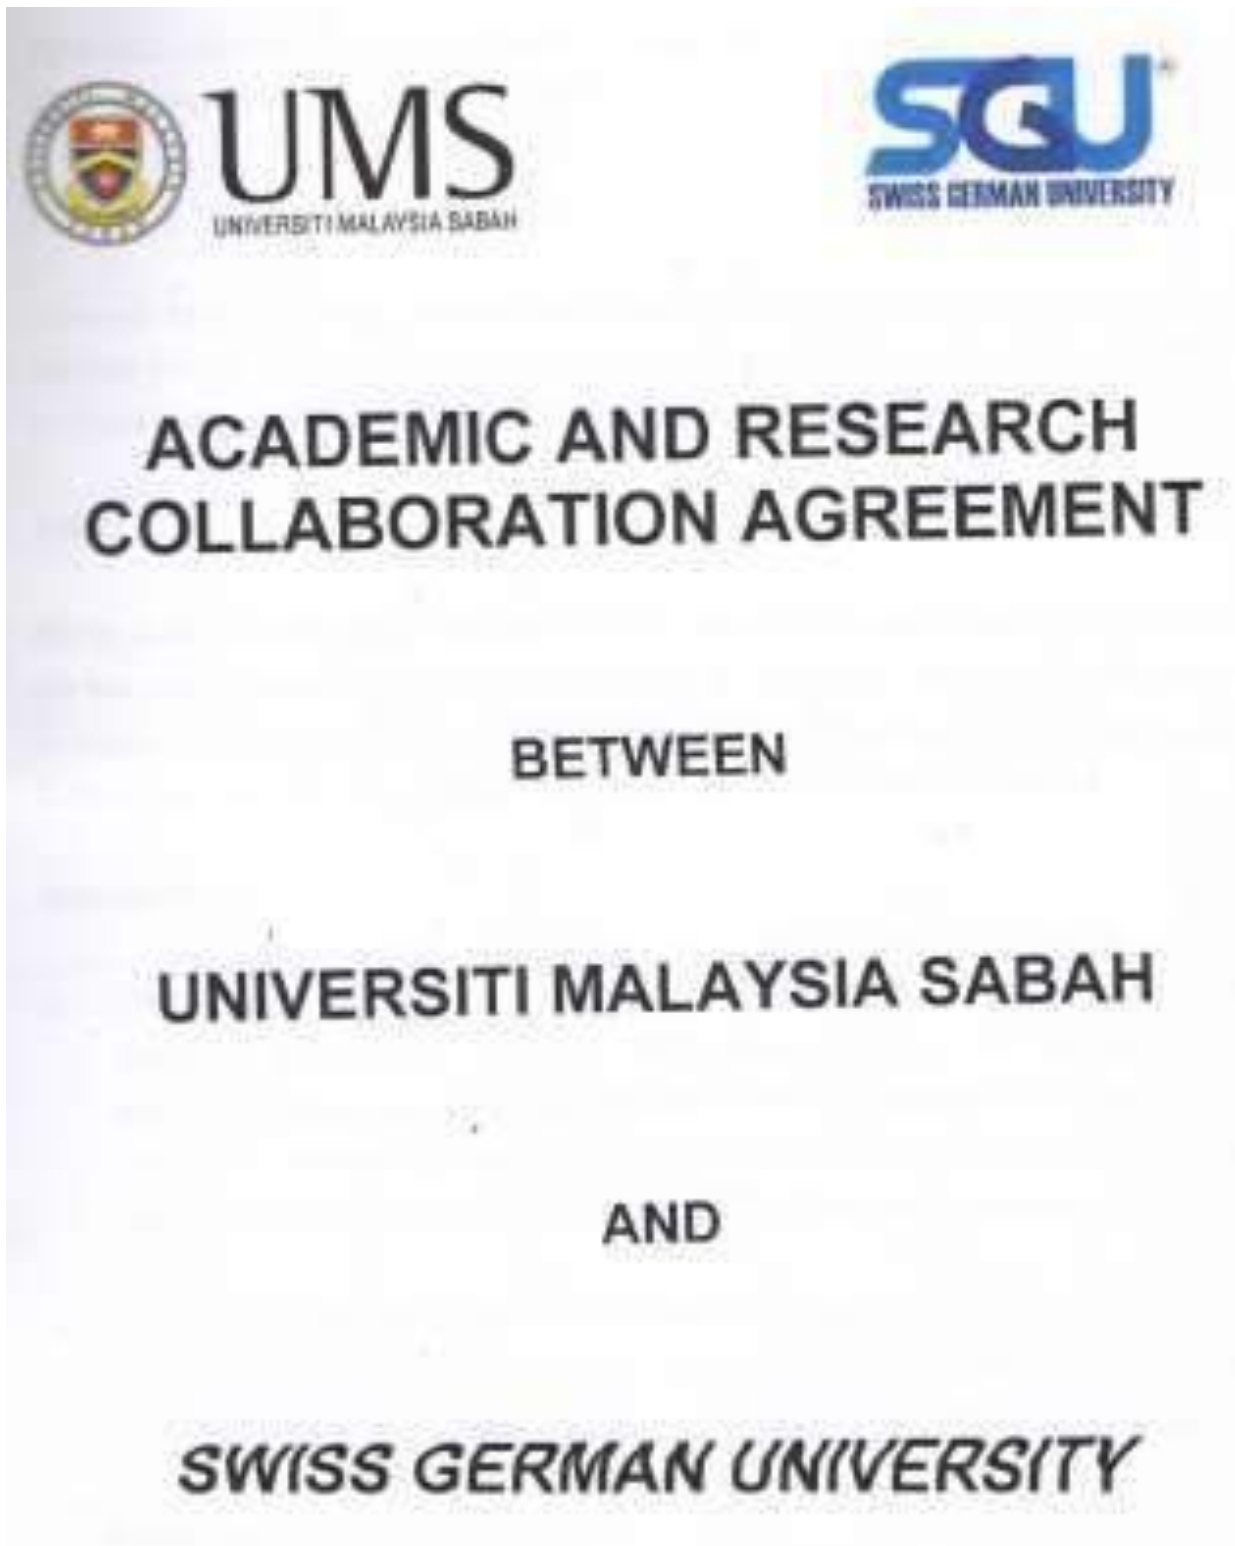 UMS
UNIVERSITI MALAYSIA SABAH
SGU
SWISS GERMAN UNIVERSITY
ACADEMIC AND RESEARCH
COLLABORATION AGREEMENT
BETWEEN
UNIVERSITI MALAYSIA SABAH
AND
SWISS GERMAN UNIVERSITY